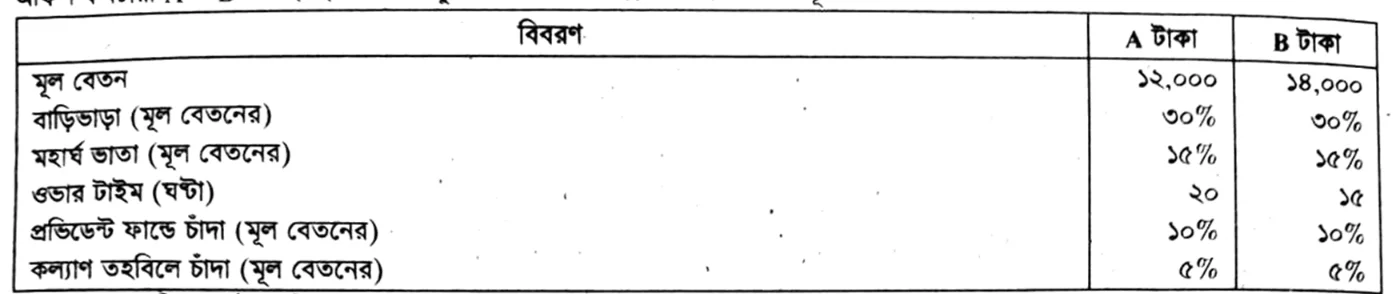 বিবরণ A টাকা B টাকা
মূল বেতন ১২,০০০ ১৪,০০০
বাড়িভাড়া (মূল বেতনের) ৩০% ৩০%
মহার্ঘ ভাতা (মূল বেতনের) ১৫% ১৫%
ওভার টাইম (ঘণ্টা) ২০ ১৫
প্রভিডেন্ট ফান্ডে চাঁদা (মূল বেতনের) ১০% ১০%
কল্যাণ তহবিলে চাঁদা (মূল বেতনের) ৫% ৫%